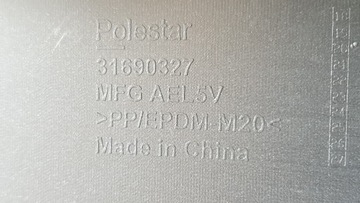 Polestar
31690327
MFG AEL5V
>PP/EPDM-M20<
Made in China